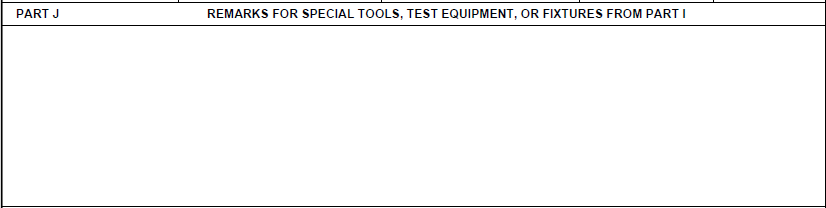 PART J REMARKS FOR SPECIAL TOOLS, TEST EQUIPMENT, OR FIXTURES FROM PART I